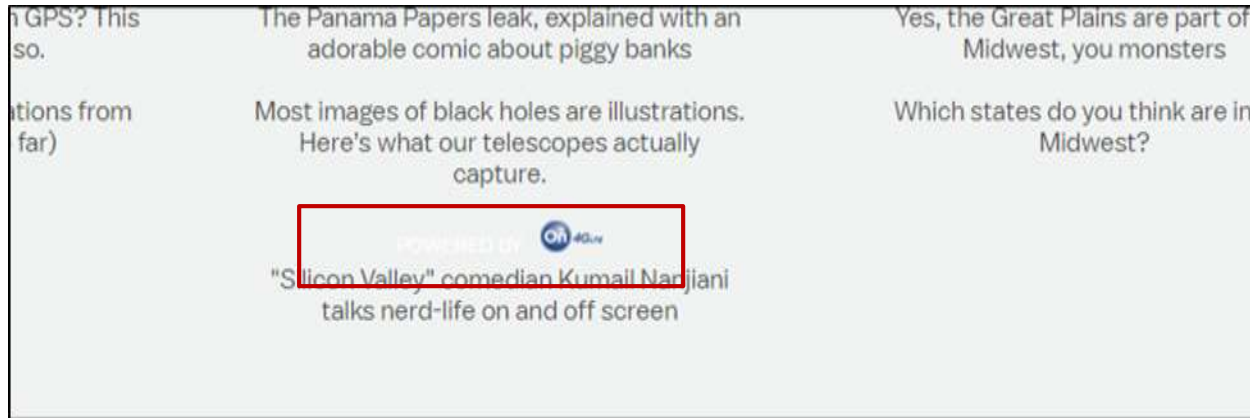 n GPS? This
so.
ations from
far)
The Panama Papers leak, explained with an
adorable comic about piggy banks
Most images of black holes are illustrations.
Here's what our telescopes actually
capture.
POWERED BY
On 4GLTE
"Silicon Valley" comedian Kumail Nanjiani
talks nerd-life on and off screen
Yes, the Great Plains are part of
Midwest, you monsters
Which states do you think are in
Midwest?